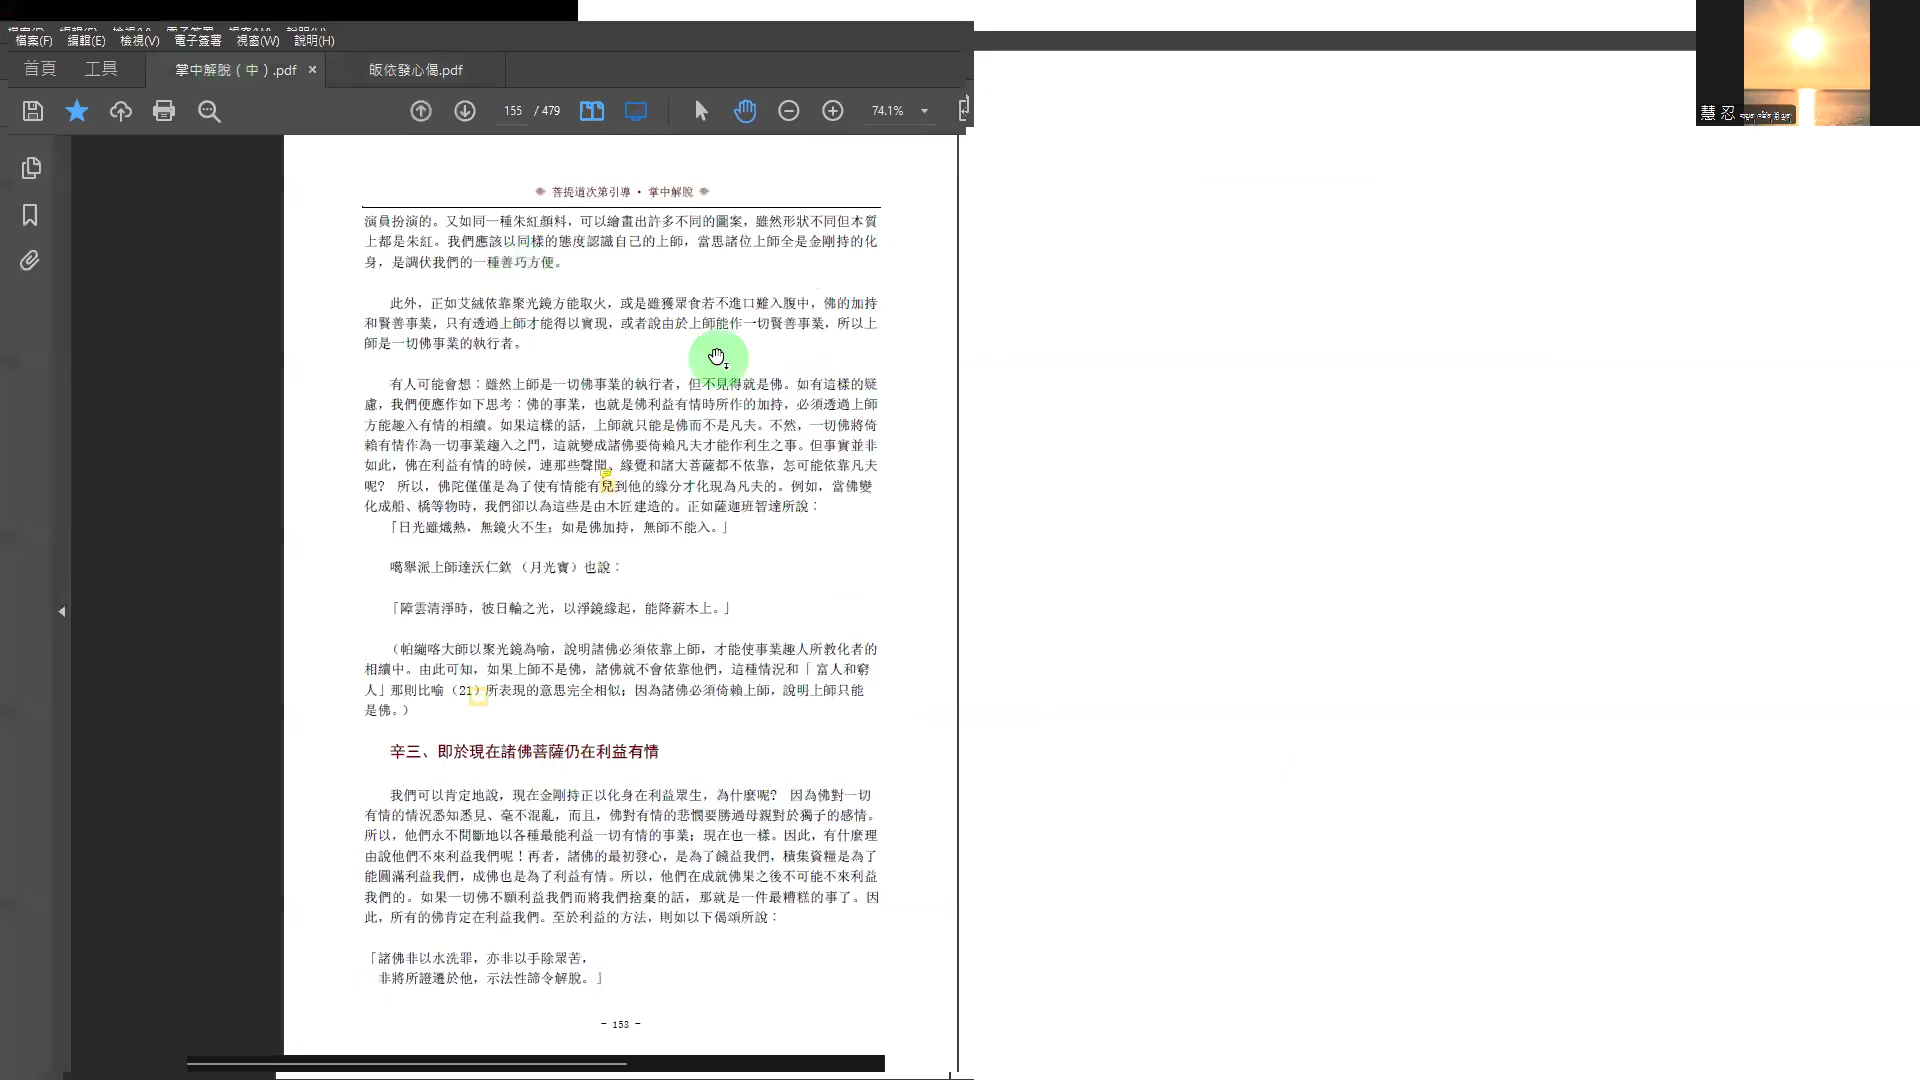 檔案(F) 編輯(E) 檢視(V) 電子簽署 視窗(W) 說明(H)
首頁 工具 掌中解脫（中）.pdf × 皈依發心偈.pdf
155 / 479 74.1%
慧 忍
菩提道次第引導 • 掌中解脫
演員扮演的。又如同一種朱紅顏料，可以繪畫出許多不同的圖案，雖然形狀不同但本質
上都是朱紅。我們應該以同樣的態度認識自己的上師，當思諸位上師全是金剛持的化
身，是調伏我們的一種善巧方便。
此外，正如艾絨依靠聚光鏡方能取火，或是雖獲眾食若不進口難入腹中，佛的加持
和賢善事業，只有透過上師才能得以實現，或者說由於上師能作一切賢善事業，所以上
師是一切佛事業的執行者。
有人可能會想：雖然上師是一切佛事業的執行者，但不見得就是佛。如有這樣的疑
慮，我們便應作如下思考：佛的事業，也就是佛利益有情時所作的加持，必須透過上師
方能趣入有情的相續。如果這樣的話，上師就只能是佛而不是凡夫。不然，一切佛將倚
賴有情作為一切事業趨入之門，這就變成諸佛要倚賴凡夫才能作利生之事。但事實並非
如此，佛在利益有情的時候，連那些聲聞、緣覺和諸大菩薩都不依靠，怎可能依靠凡夫
呢？ 所以，佛陀僅僅是為了使有情能有見到他的緣分才化現為凡夫的。例如，當佛變
化成船、橋等物時，我們卻以為這些是由木匠建造的。正如薩迦班智達所說：
「日光雖熾熱，無鏡火不生；如是佛加持，無師不能入。」
噶舉派上師達沃仁欽 （月光寶）也說：
「障雲清淨時，彼日輪之光，以淨鏡緣起，能降薪木上。」
（帕繃喀大師以聚光鏡為喻，說明諸佛必須依靠上師，才能使事業趣人所教化者的
相續中。由此可知，如果上師不是佛，諸佛就不會依靠他們，這種情況和「 富人和窮
人」那則比喻（21）所表現的意思完全相似；因為諸佛必須倚賴上師，說明上師只能
是佛。）
辛三、即於現在諸佛菩薩仍在利益有情
我們可以肯定地說，現在金剛持正以化身在利益眾生，為什麼呢？ 因為佛對一切
有情的情況悉知悉見、毫不混亂，而且，佛對有情的悲憫要勝過母親對於獨子的感情。
所以，他們永不間斷地以各種最能利益一切有情的事業；現在也一樣。因此，有什麼理
由說他們不來利益我們呢！再者，諸佛的最初發心，是為了饒益我們，積集資糧是為了
能圓滿利益我們，成佛也是為了利益有情。所以，他們在成就佛果之後不可能不來利益
我們的。如果一切佛不願利益我們而將我們捨棄的話，那就是一件最糟糕的事了。因
此，所有的佛肯定在利益我們。至於利益的方法，則如以下偈頌所說：
「諸佛非以水洗罪，亦非以手除眾苦，
非將所證遷於他，示法性諦令解脫。」
- 153 -